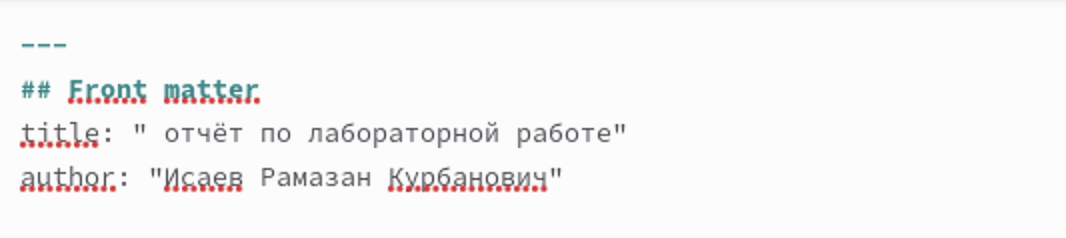 ---
## Front matter
title: " отчёт по лабораторной работе"
author: "Исаев Рамазан Курбанович"